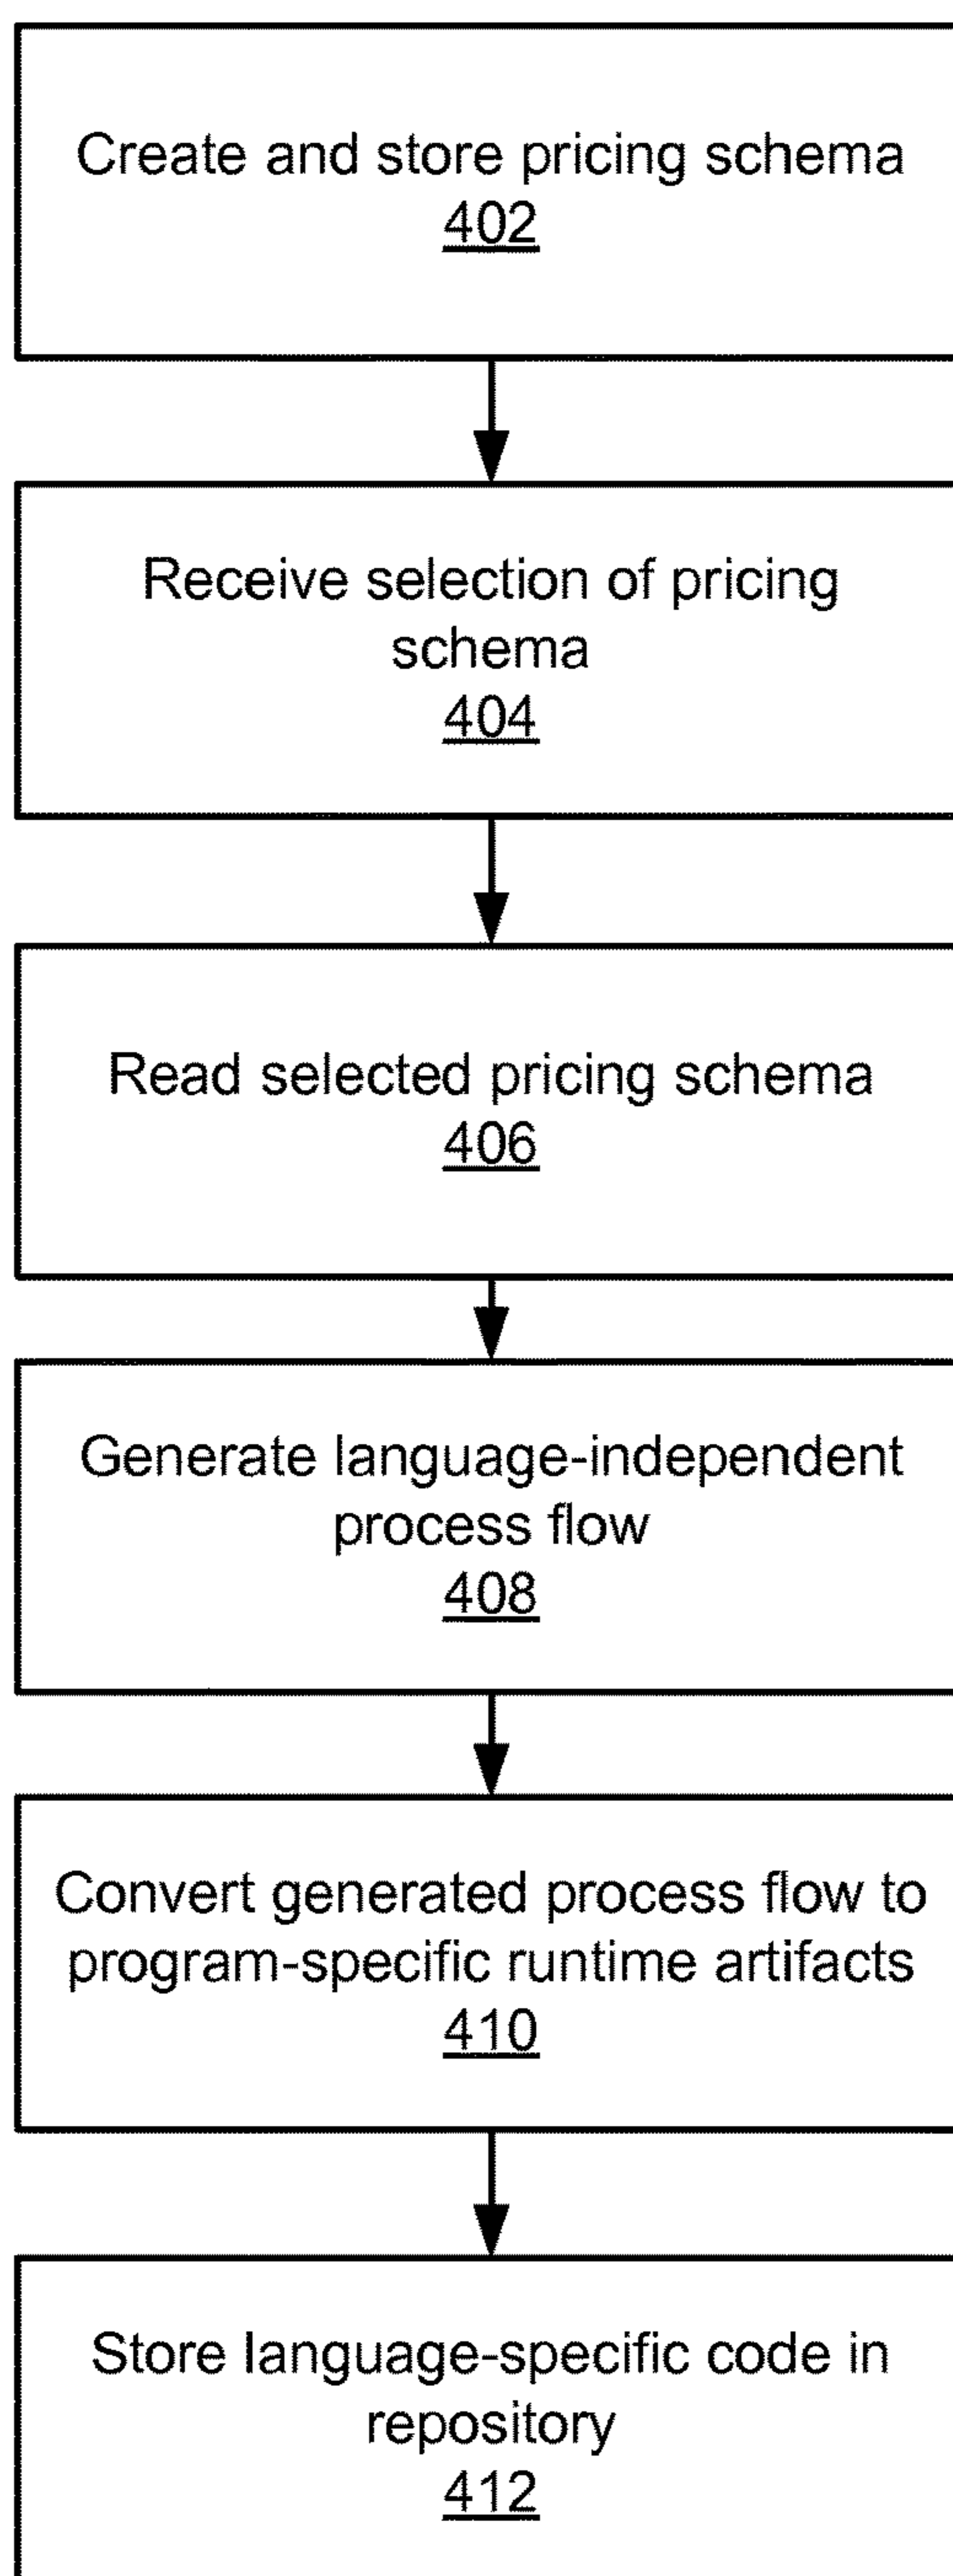 Create and store pricing schema
402
Receive selection of pricing
schema
404
Read selected pricing schema
406
Generate language-independent
process flow
408
Convert generated process flow to
program-specific runtime artifacts
410
Store language-specific code in
repository
412